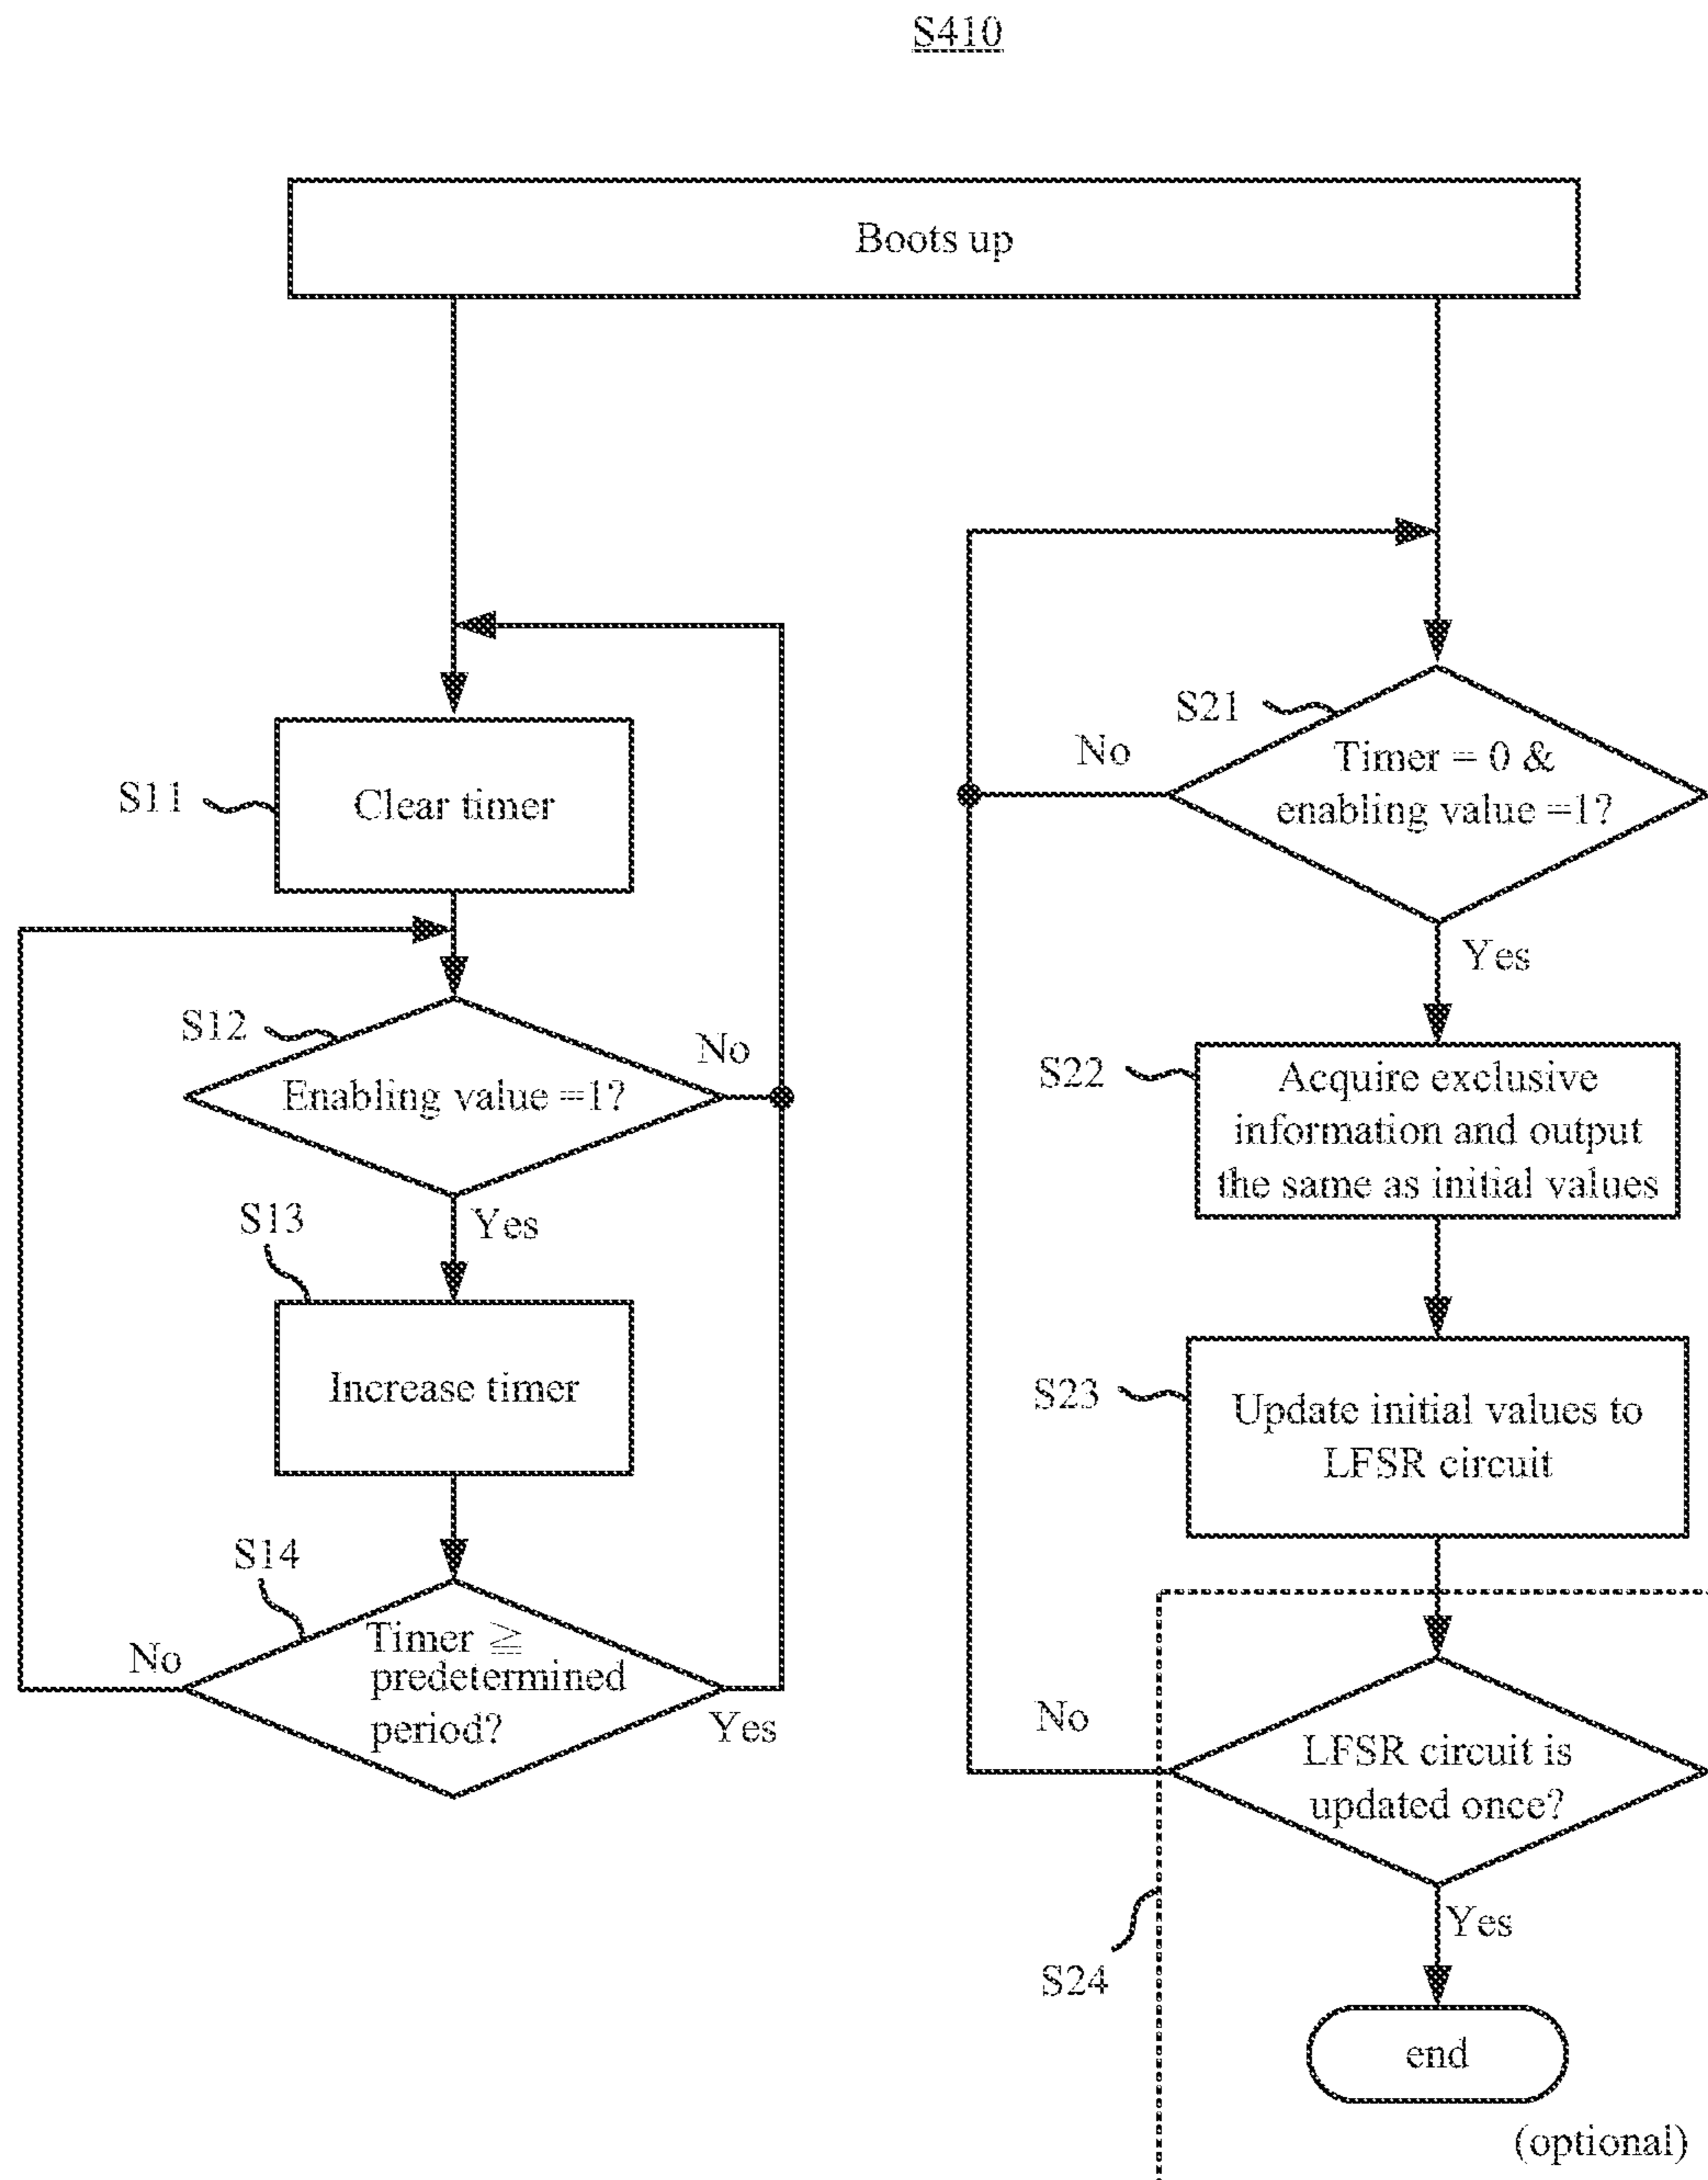 S410
Boots up
S11
Clear timer
S12
Enabling value =1?
No
Yes
S13
Increase timer
S14
Timer ≧
predetermined
period?
No
Yes
S21
Timer = 0 &
enabling value =1?
No
Yes
S22
Acquire exclusive
information and output
the same as initial values
S23
Update initial values to
LFSR circuit
S24
LFSR circuit is
updated once?
No
Yes
end
(optional)